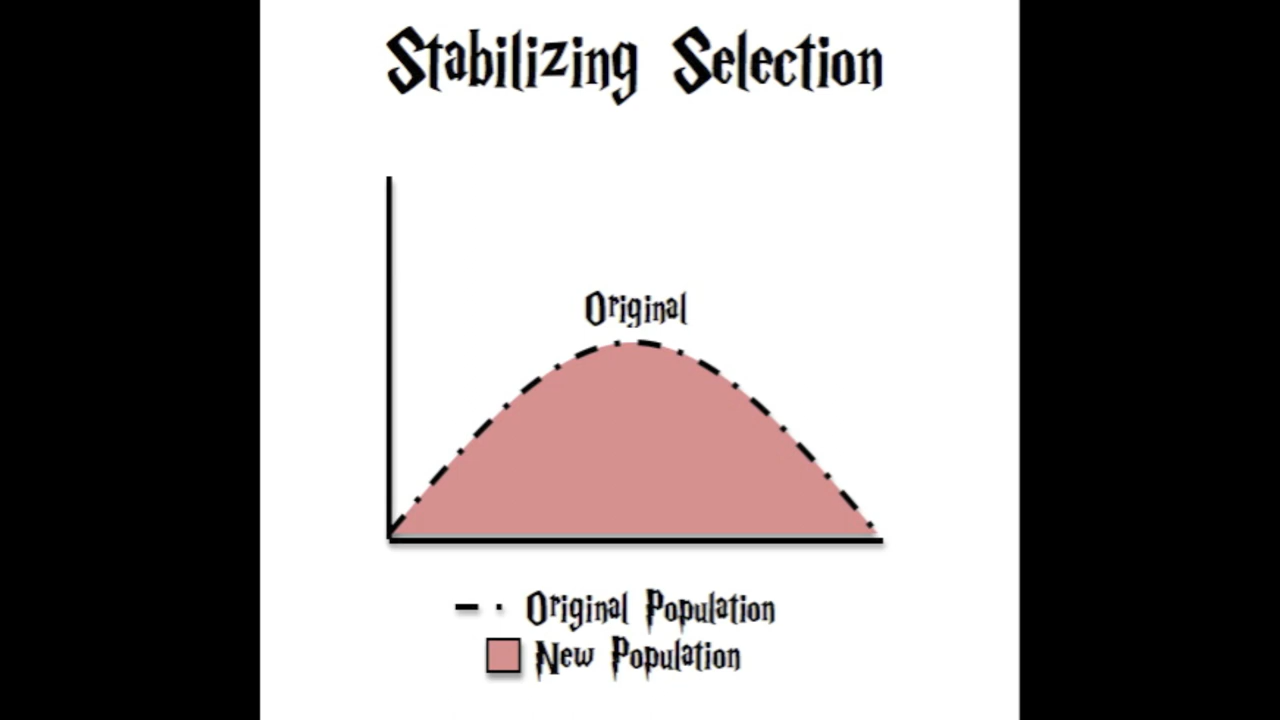 Stabilizing Selection
Original
Original Population
New Population